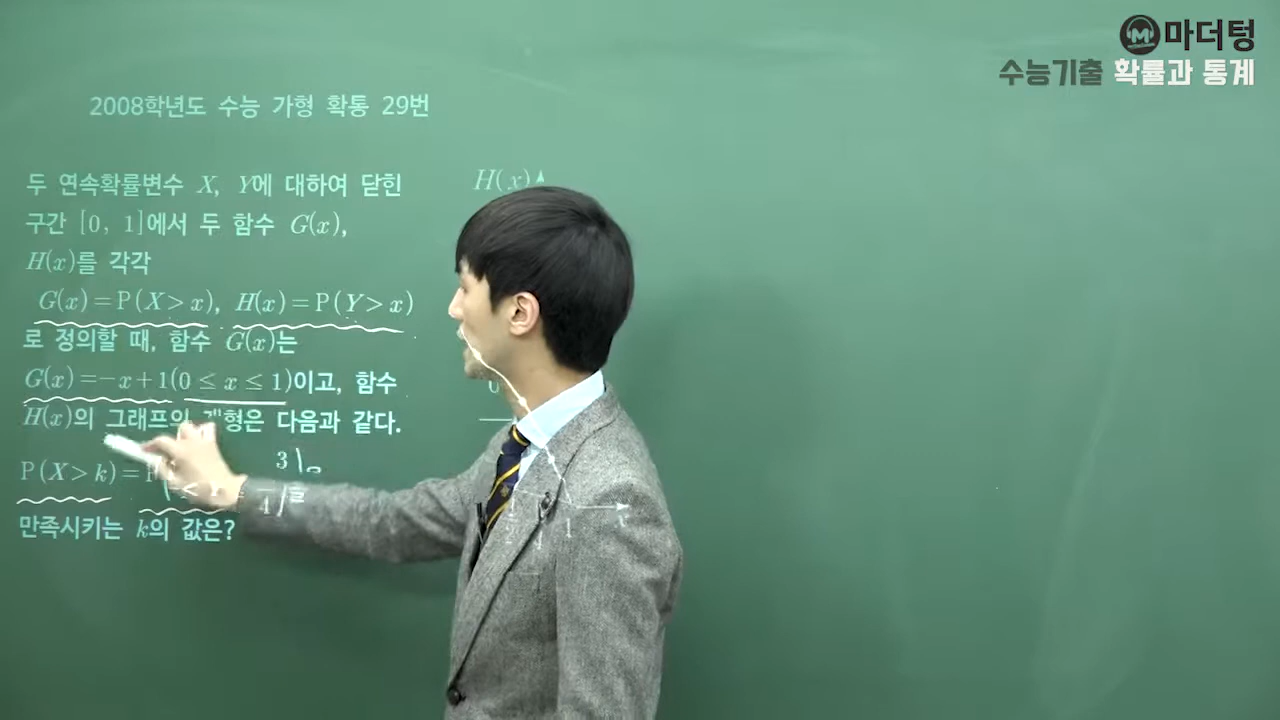 마더텅
수능기출 확률과 통계
2008학년도 수능 가형 확통 29번
두 연속확률변수 X, Y에 대하여 닫힌
구간 [0, 1]에서 두 함수 G(x),
H(x)를 각각
G(x)=P(X>x), H(x)=P(Y>x)
로 정의할 때, 함수 G(x)는
G(x)=-x+1(0≤x≤1)이고, 함수
H(x)의 그래프의 개형은 다음과 같다.
P(X>k)=
만족시키는 k의 값은?
H(x)
1